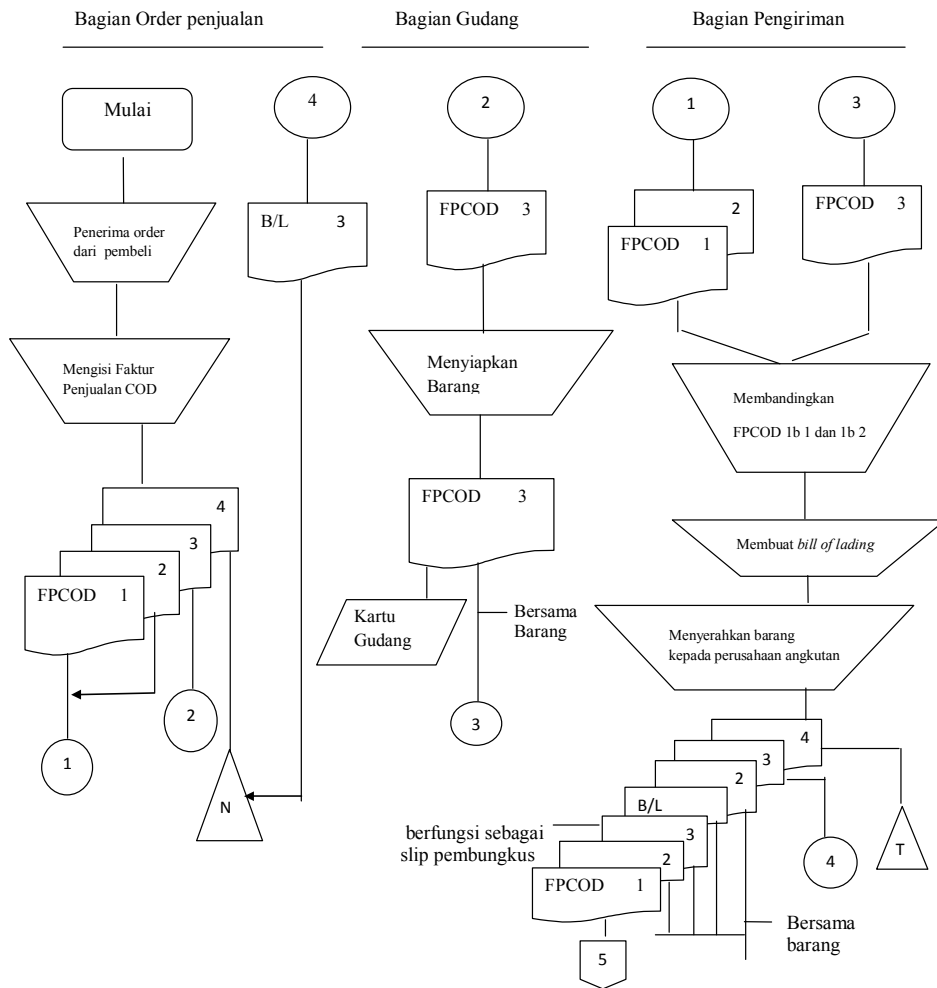 Bagian Order penjualan
Mulai
Penerima order
dari pembeli
Mengisi Faktur
Penjualan COD
4
3
2
FPCOD 1
1
2
N
4
B/L 3
Bagian Gudang
2
FPCOD 3
Menyiapkan
Barang
FPCOD 3
Kartu
Gudang
Bersama
Barang
3
Bagian Pengiriman
1
3
2
FPCOD 1
FPCOD 3
Membandingkan
FPCOD 1b 1 dan 1b 2
Membuat bill of lading
Menyerahkan barang
kepada perusahaan angkutan
4
3
2
B/L
berfungsi sebagai
slip pembungkus
3
2
FPCOD 1
5
4
T
Bersama
barang